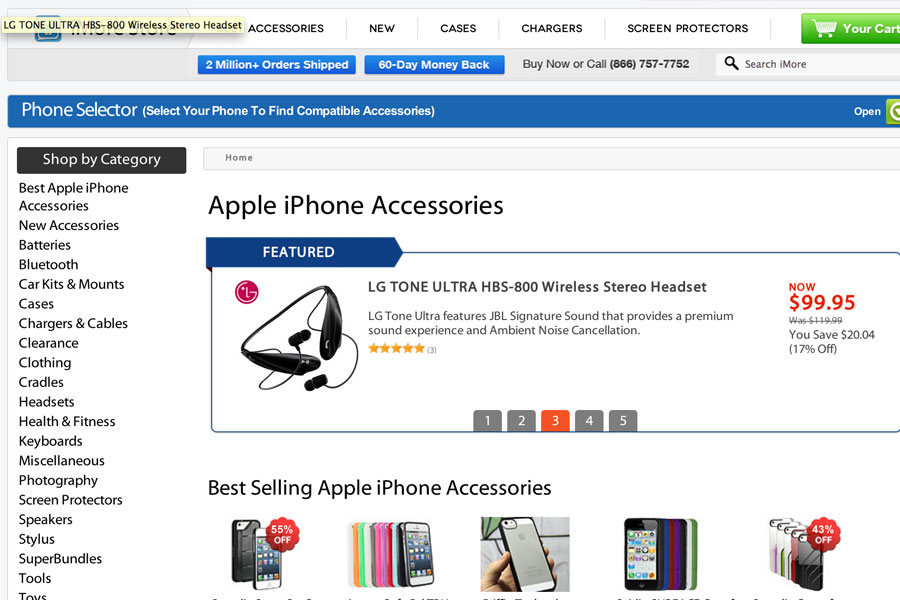 LG TONE ULTRA HBS-800 Wireless Stereo Headset
iMore Store
ACCESSORIES
NEW
CASES
CHARGERS
SCREEN PROTECTORS
Your Cart
2 Million+ Orders Shipped
60-Day Money Back
Buy Now or Call (866) 757-7752
Search iMore
Phone Selector (Select Your Phone To Find Compatible Accessories)
Open
Shop by Category
Best Apple iPhone
Accessories
New Accessories
Batteries
Bluetooth
Car Kits & Mounts
Cases
Chargers & Cables
Clearance
Clothing
Cradles
Headsets
Health & Fitness
Keyboards
Miscellaneous
Photography
Screen Protectors
Speakers
Stylus
SuperBundles
Tools
Toys
Home
Apple iPhone Accessories
FEATURED
LG TONE ULTRA HBS-800 Wireless Stereo Headset
LG Tone Ultra features JBL Signature Sound that provides a premium
sound experience and Ambient Noise Cancellation.
(3)
NOW
$99.95
Was $119.99
You Save $20.04
(17% Off)
1 2 3 4 5
Best Selling Apple iPhone Accessories
55%
OFF
43%
OFF